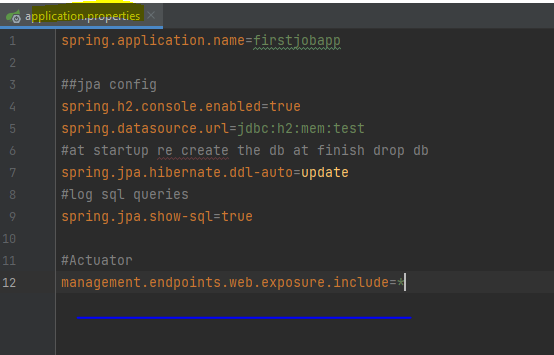 application.properties
1 spring.application.name=firstjobapp
2
3 ##jpa config
4 spring.h2.console.enabled=true
5 spring.datasource.url=jdbc:h2:mem:test
6 #at startup re create the db at finish drop db
7 spring.jpa.hibernate.ddl-auto=update
8 #log sql queries
9 spring.jpa.show-sql=true
10
11 #Actuator
12 management.endpoints.web.exposure.include=*